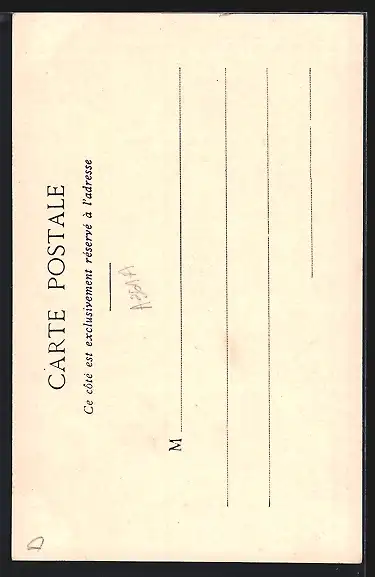 CARTE POSTALE
Ce côté est exclusivement réservé à l'adresse
M
D